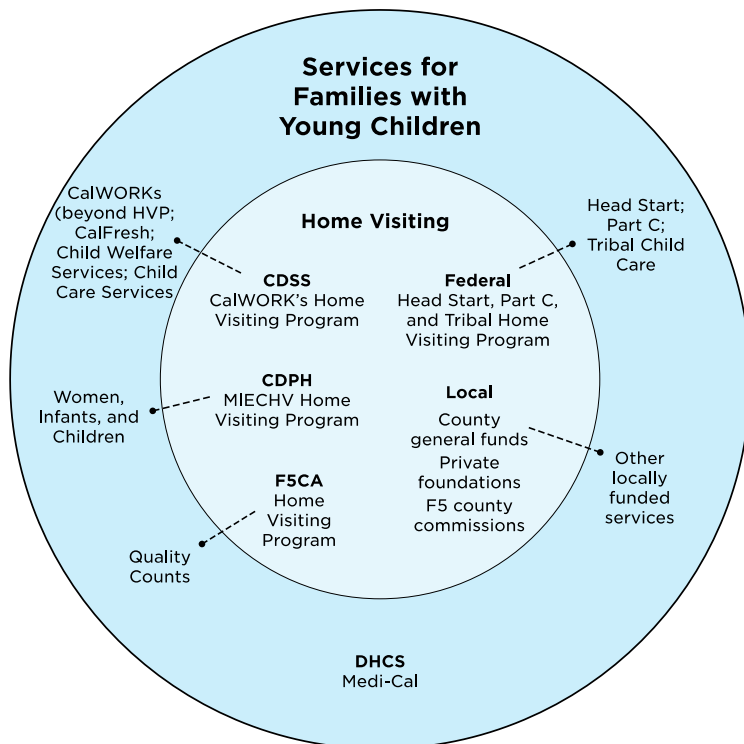 Services for
Families with
Young Children
CalWORKs
(beyond HVP;
CalFresh;
Child Welfare
Services; Child
Care Services
Head Start;
Part C;
Tribal Child
Care
Home Visiting
CDSS
CalWORK's Home
Visiting Program
Federal
Head Start, Part C,
and Tribal Home
Visiting Program
Women,
Infants, and
Children
CDPH
MIECHV Home
Visiting Program
Local
County
general funds
Private
foundations
F5 county
commissions
Other
locally
funded
services
F5CA
Home
Visiting
Program
Quality
Counts
DHCS
Medi-Cal